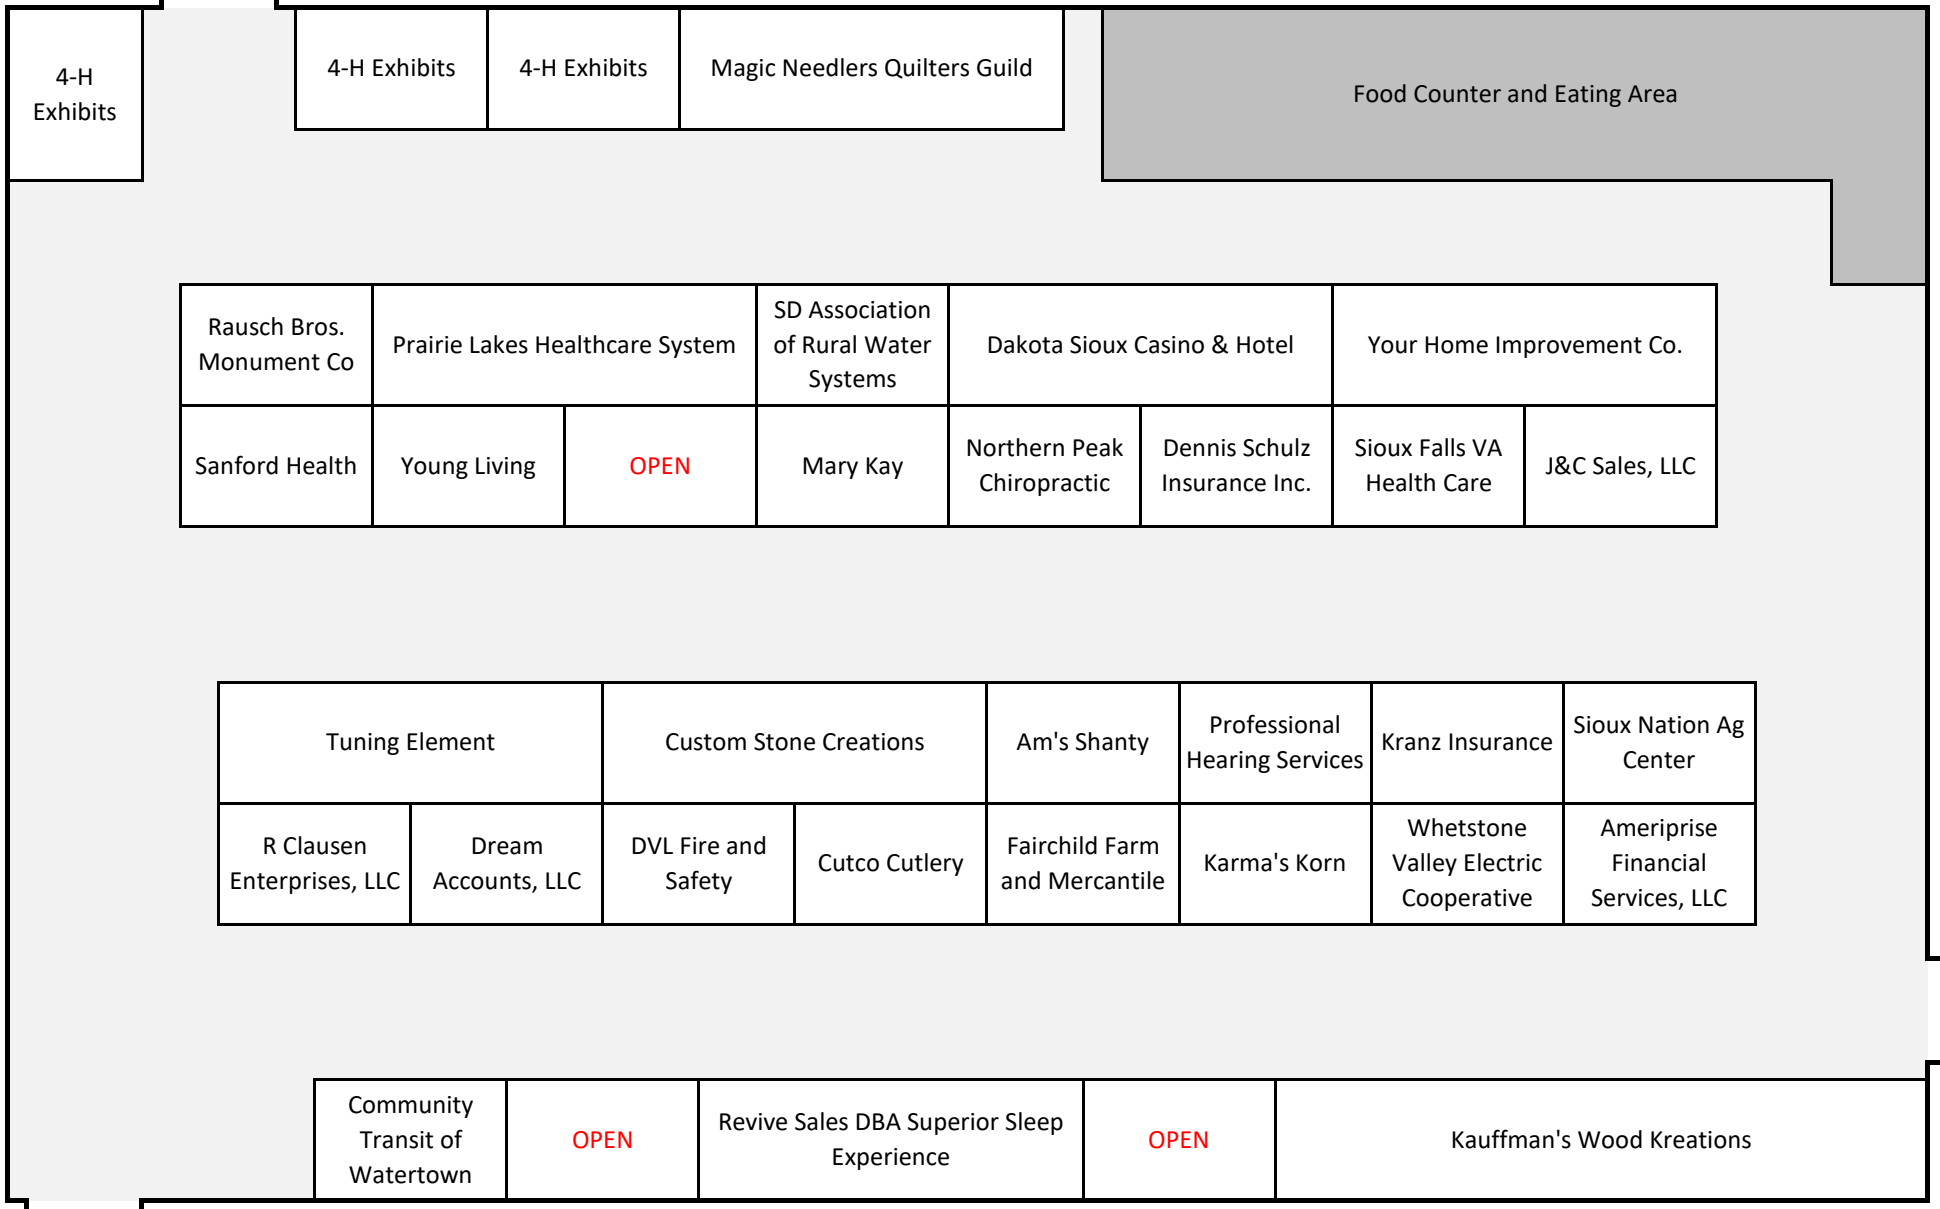 4-H
Exhibits
4-H Exhibits
4-H Exhibits
Magic Needlers Quilters Guild
Food Counter and Eating Area
Rausch Bros.
Monument Co
Prairie Lakes Healthcare System
SD Association
of Rural Water
Systems
Dakota Sioux Casino & Hotel
Your Home Improvement Co.
Sanford Health
Young Living
OPEN
Mary Kay
Northern Peak
Chiropractic
Dennis Schulz
Insurance Inc.
Sioux Falls VA
Health Care
J&C Sales, LLC
Tuning Element
Custom Stone Creations
Am's Shanty
Professional
Hearing Services
Kranz Insurance
Sioux Nation Ag
Center
R Clausen
Enterprises, LLC
Dream
Accounts, LLC
DVL Fire and
Safety
Cutco Cutlery
Fairchild Farm
and Mercantile
Karma's Korn
Whetstone
Valley Electric
Cooperative
Ameriprise
Financial
Services, LLC
Community
Transit of
Watertown
OPEN
Revive Sales DBA Superior Sleep
Experience
OPEN
Kauffman's Wood Kreations